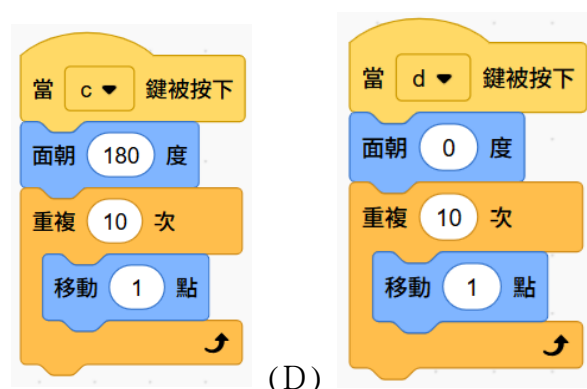 當 c 鍵被按下
面朝 180 度
重複 10 次
移動 1 點
(D)
當 d 鍵被按下
面朝 0 度
重複 10 次
移動 1 點